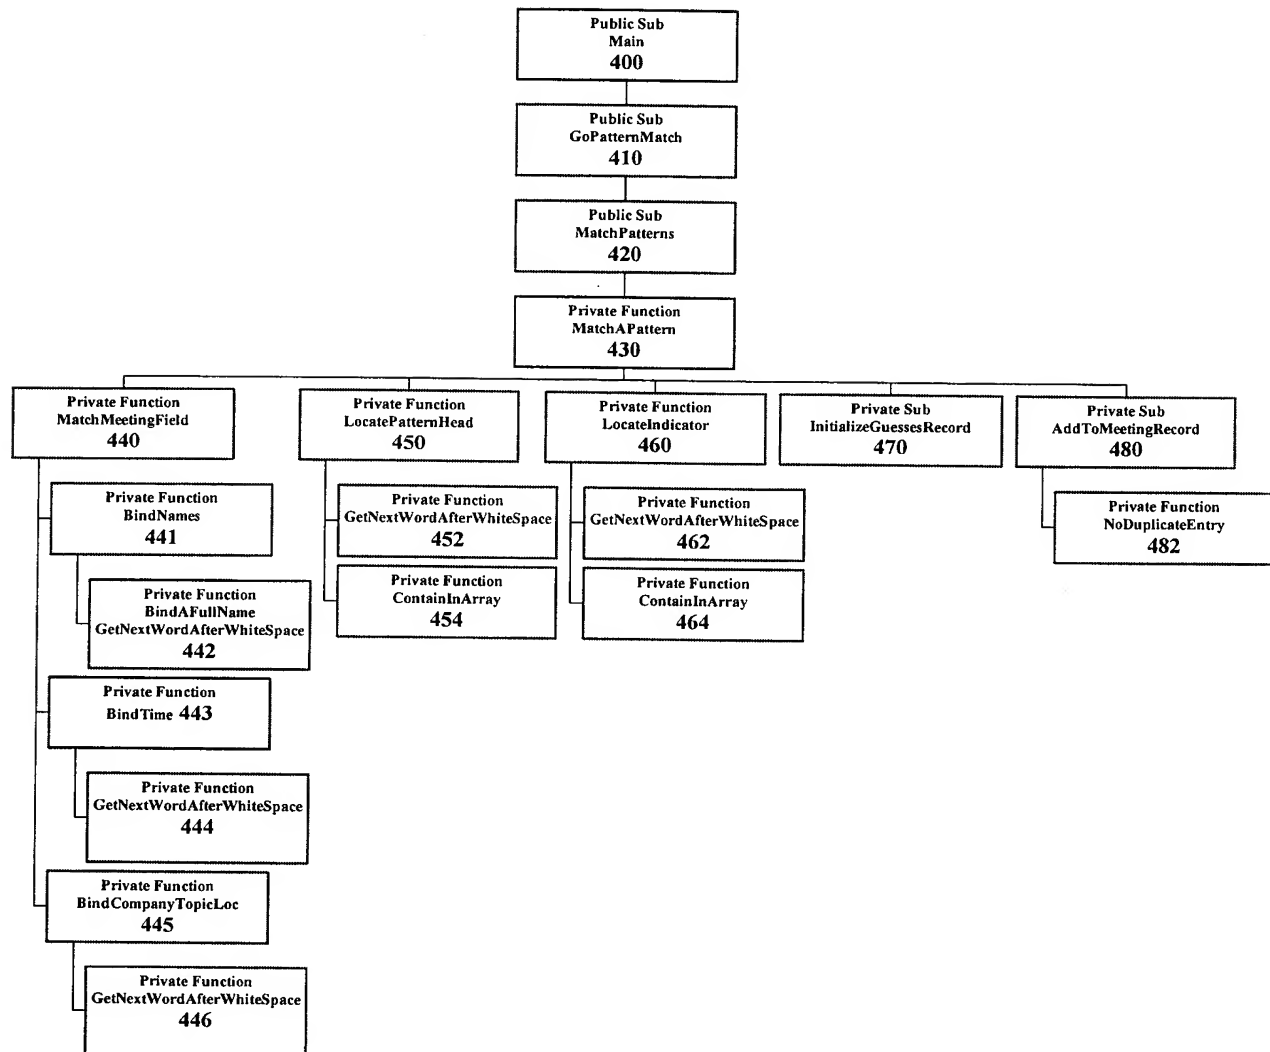 Public Sub
Main
400
Public Sub
GoPatternMatch
410
Public Sub
MatchPatterns
420
Private Function
MatchAPattern
430
Private Function
MatchMeetingField
440
Private Function
LocatePatternHead
450
Private Function
LocateIndicator
460
Private Sub
InitializeGuessesRecord
470
Private Sub
AddToMeetingRecord
480
Private Function
BindNames
441
Private Function
GetNextWordAfterWhiteSpace
452
Private Function
GetNextWordAfterWhiteSpace
462
Private Function
NoDuplicateEntry
482
Private Function
BindAFullName
GetNextWordAfterWhiteSpace
442
Private Function
ContainInArray
454
Private Function
ContainInArray
464
Private Function
BindTime 443
Private Function
GetNextWordAfterWhiteSpace
444
Private Function
BindCompanyTopicLoc
445
Private Function
GetNextWordAfterWhiteSpace
446